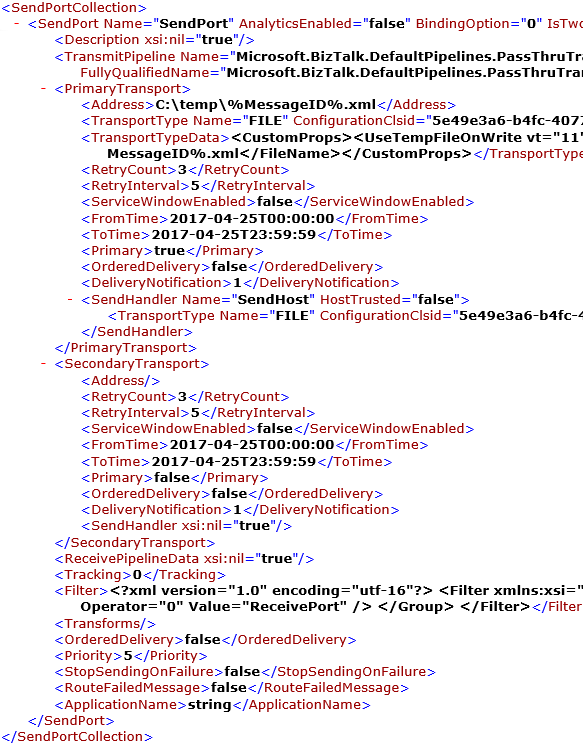 <SendPortCollection>
- <SendPort Name="SendPort" AnalyticsEnabled="false" BindingOption="0" IsTwo
<Description xsi:nil="true"/>
<TransmitPipeline Name="Microsoft.BizTalk.DefaultPipelines.PassThruTra
FullyQualifiedName="Microsoft.BizTalk.DefaultPipelines.PassThruTran
- <PrimaryTransport>
<Address>C:\temp\%MessageID%.xml</Address>
<TransportType Name="FILE" ConfigurationClsid="5e49e3a6-b4fc-4077
<TransportTypeData><CustomProps><UseTempFileOnWrite vt="11"
MessageID%.xml</FileName></CustomProps></TransportType
<RetryCount>3</RetryCount>
<RetryInterval>5</RetryInterval>
<ServiceWindowEnabled>false</ServiceWindowEnabled>
<FromTime>2017-04-25T00:00:00</FromTime>
<ToTime>2017-04-25T23:59:59</ToTime>
<Primary>true</Primary>
<OrderedDelivery>false</OrderedDelivery>
<DeliveryNotification>1</DeliveryNotification>
- <SendHandler Name="SendHost" HostTrusted="false">
<TransportType Name="FILE" ConfigurationClsid="5e49e3a6-b4fc-4
</SendHandler>
</PrimaryTransport>
- <SecondaryTransport>
<Address/>
<RetryCount>3</RetryCount>
<RetryInterval>5</RetryInterval>
<ServiceWindowEnabled>false</ServiceWindowEnabled>
<FromTime>2017-04-25T00:00:00</FromTime>
<ToTime>2017-04-25T23:59:59</ToTime>
<Primary>false</Primary>
<OrderedDelivery>false</OrderedDelivery>
<DeliveryNotification>1</DeliveryNotification>
<SendHandler xsi:nil="true"/>
</SecondaryTransport>
<ReceivePipelineData xsi:nil="true"/>
<Tracking>0</Tracking>
<Filter><?xml version="1.0" encoding="utf-16"?> <Filter xmlns:xsi="
Operator="0" Value="ReceivePort" /> </Group> </Filter></Filter
<Transforms/>
<OrderedDelivery>false</OrderedDelivery>
<Priority>5</Priority>
<StopSendingOnFailure>false</StopSendingOnFailure>
<RouteFailedMessage>false</RouteFailedMessage>
<ApplicationName>string</ApplicationName>
</SendPort>
</SendPortCollection>